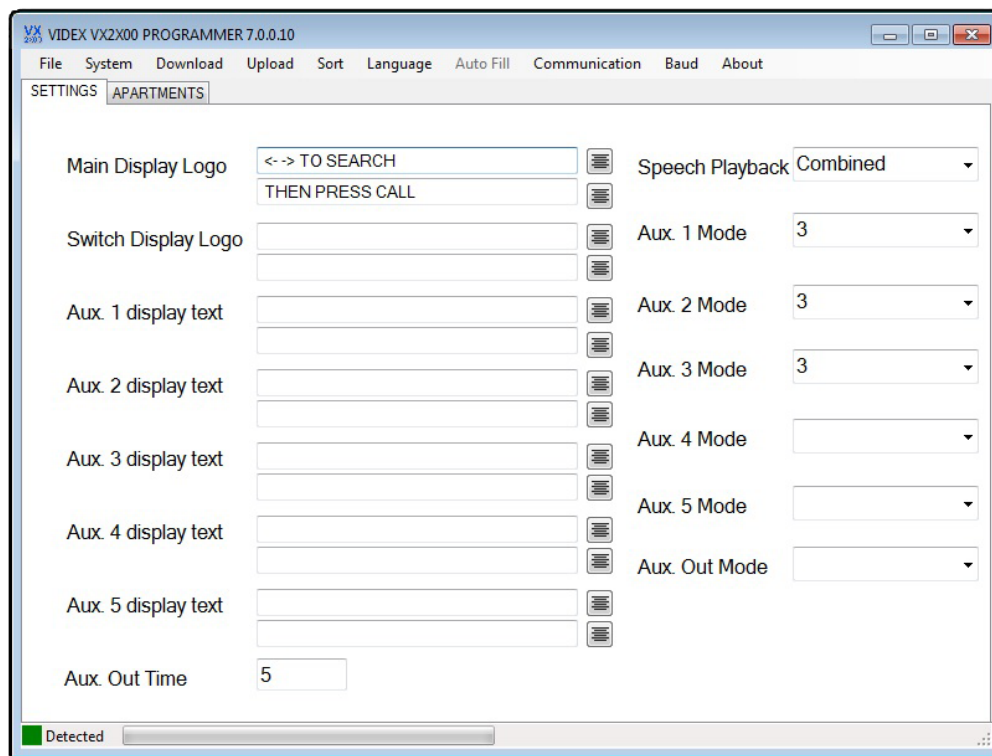 VX 2X00 VIDEX VX2X00 PROGRAMMER 7.0.0.10
File System Download Upload Sort Language Auto Fill Communication Baud About
SETTINGS APARTMENTS
Main Display Logo <--> TO SEARCH Speech Playback Combined
THEN PRESS CALL
Switch Display Logo Aux. 1 Mode 3
Aux. 1 display text Aux. 2 Mode 3
Aux. 2 display text Aux. 3 Mode 3
Aux. 3 display text Aux. 4 Mode
Aux. 4 display text Aux. 5 Mode
Aux. Out Mode
Aux. 5 display text
Aux. Out Time 5
Detected